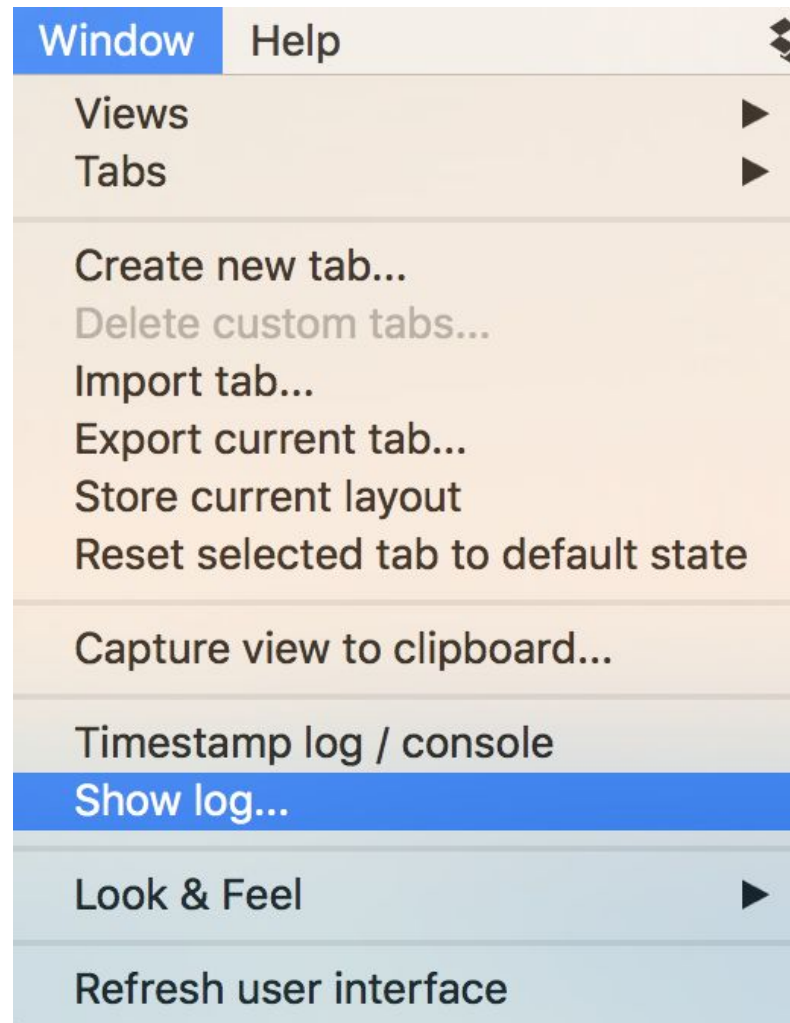 Window Help
Views
Tabs
Create new tab...
Delete custom tabs...
Import tab...
Export current tab...
Store current layout
Reset selected tab to default state
Capture view to clipboard...
Timestamp log / console
Show log...
Look & Feel
Refresh user interface